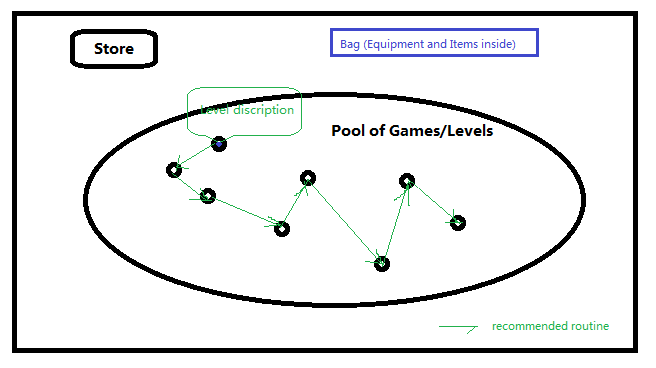 Store
Bag (Equipment and Items inside)
Level discription
Pool of Games/Levels
recommended routine